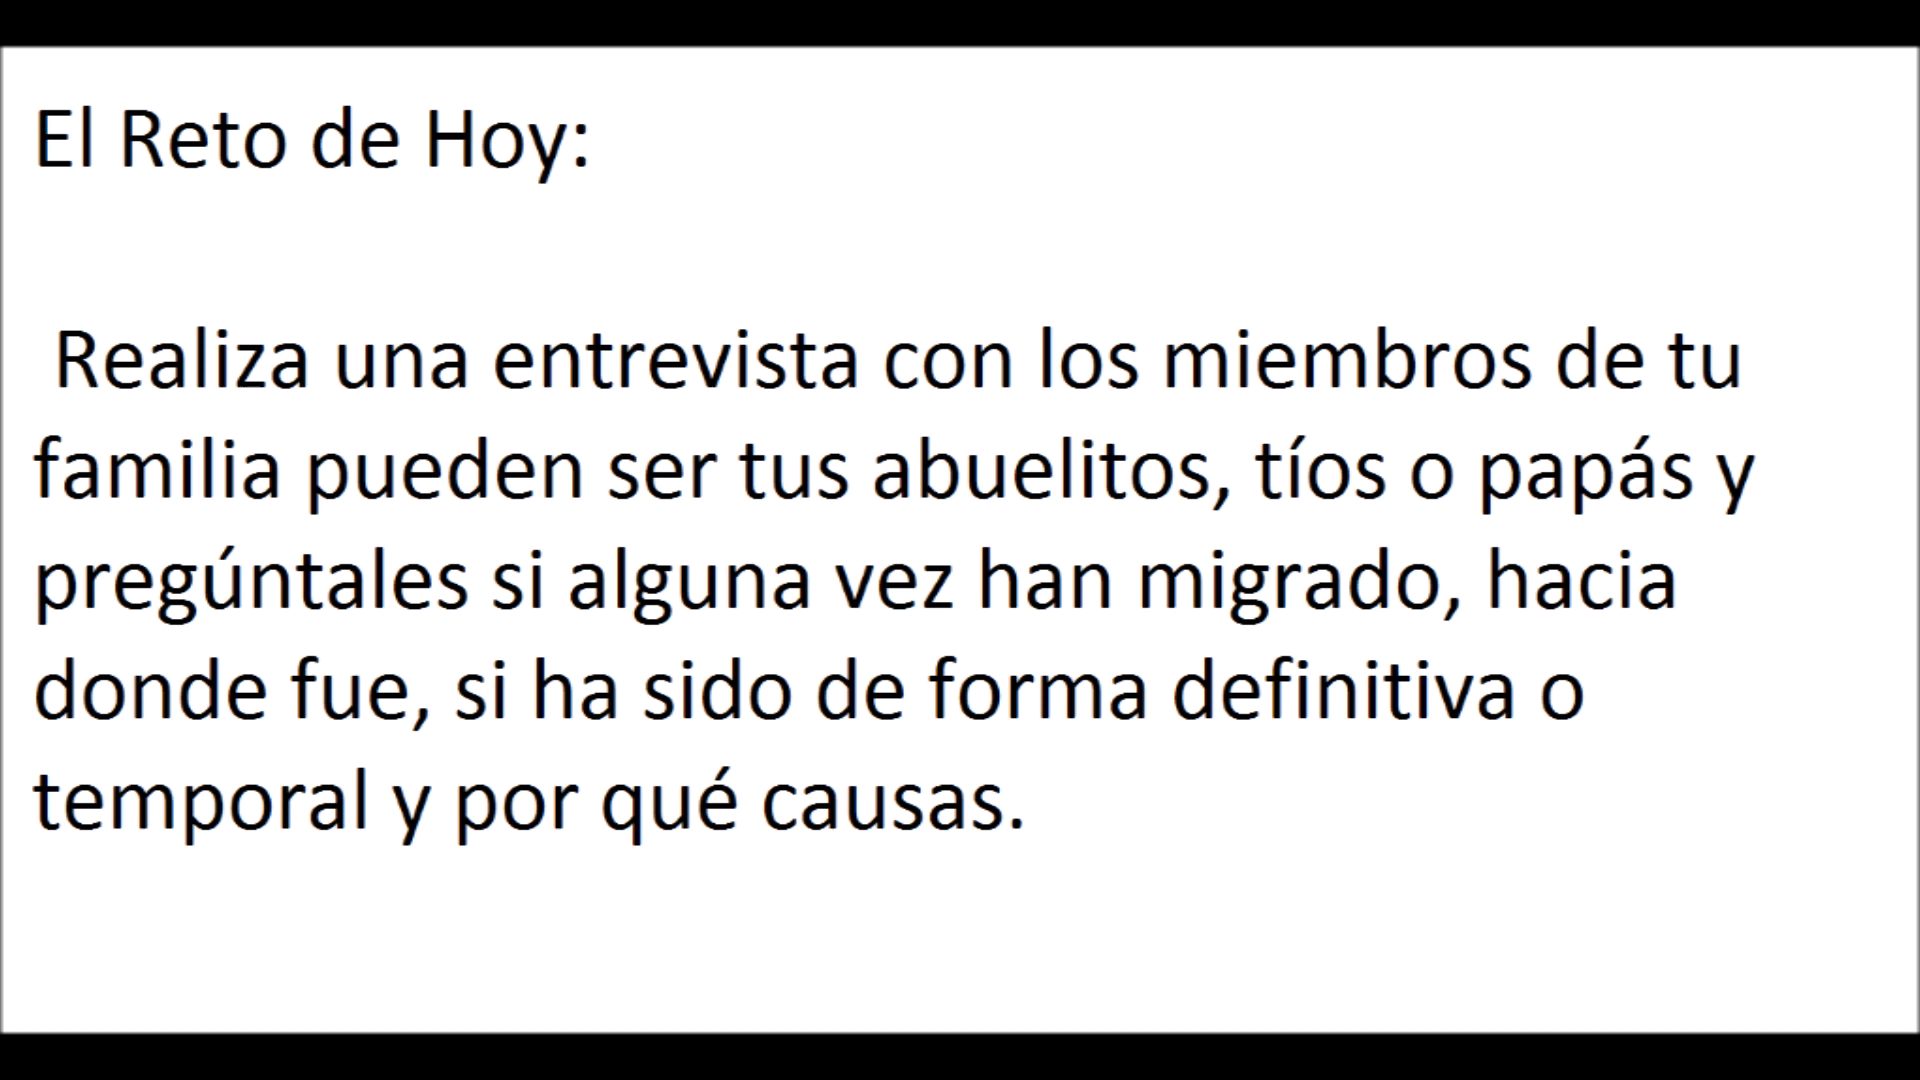 El Reto de Hoy:
Realiza una entrevista con los miembros de tu
familia pueden ser tus abuelitos, tíos o papás y
pregúntales si alguna vez han migrado, hacia
donde fue, si ha sido de forma definitiva o
temporal y por qué causas.